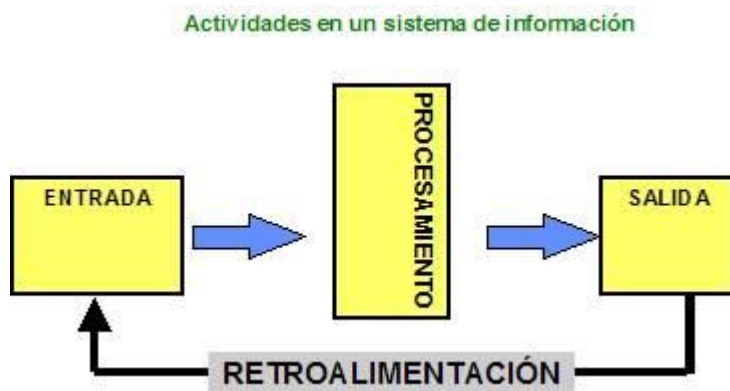 Actividades en un sistema de información
ENTRADA
PROCESAMIENTO
SALIDA
RETROALIMENTACIÓN